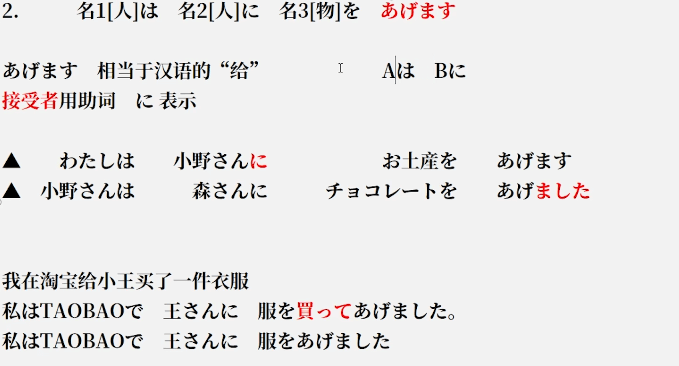 2.　　　名1[人]は　名2[人]に　名3[物]を　あげます
あげます　相当于汉语的“给”　　　　　　Aは　Bに
接受者用助词　に 表示
▲　　わたしは　　小野さんに　　　　　　お土産を　　あげます
▲　小野さんは　　　森さんに　　　チョコレートを　　あげました
我在淘宝给小王买了一件衣服
私はTAOBAOで　王さんに　服を買ってあげました。
私はTAOBAOで　王さんに　服をあげました